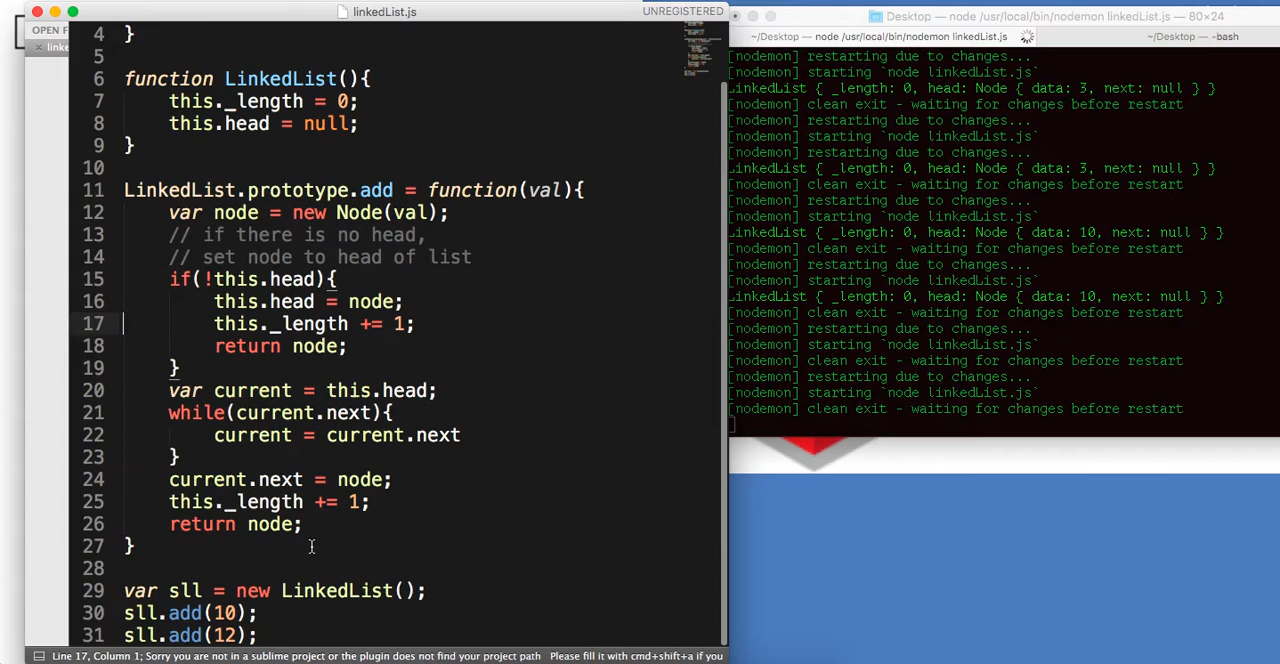 linkedList.js
UNREGISTERED
OPEN F
× linke
4 }
5
6 function LinkedList(){
7 this._length = 0;
8 this.head = null;
9 }
10
11 LinkedList.prototype.add = function(val){
12 var node = new Node(val);
13 // if there is no head,
14 // set node to head of list
15 if(!this.head){
16 this.head = node;
17 this._length += 1;
18 return node;
19 }
20 var current = this.head;
21 while(current.next){
22 current = current.next
23 }
24 current.next = node;
25 this._length += 1;
26 return node;
27 }
28
29 var sll = new LinkedList();
30 sll.add(10);
31 sll.add(12);
Line 17, Column 1; Sorry you are not in a sublime project or the plugin does not find your project path Please fill it with cmd+shift+a if you
Desktop — node /usr/local/bin/nodemon linkedList.js — 80×24
~/Desktop — node /usr/local/bin/nodemon linkedList.js
~/Desktop — -bash
[nodemon] restarting due to changes...
[nodemon] starting `node linkedList.js`
LinkedList { _length: 0, head: Node { data: 3, next: null } }
[nodemon] clean exit - waiting for changes before restart
[nodemon] restarting due to changes...
[nodemon] starting `node linkedList.js`
[nodemon] restarting due to changes...
LinkedList { _length: 0, head: Node { data: 3, next: null } }
[nodemon] clean exit - waiting for changes before restart
[nodemon] restarting due to changes...
[nodemon] starting `node linkedList.js`
LinkedList { _length: 0, head: Node { data: 10, next: null } }
[nodemon] clean exit - waiting for changes before restart
[nodemon] restarting due to changes...
[nodemon] starting `node linkedList.js`
LinkedList { _length: 0, head: Node { data: 10, next: null } }
[nodemon] clean exit - waiting for changes before restart
[nodemon] restarting due to changes...
[nodemon] starting `node linkedList.js`
[nodemon] clean exit - waiting for changes before restart
[nodemon] restarting due to changes...
[nodemon] starting `node linkedList.js`
[nodemon] clean exit - waiting for changes before restart